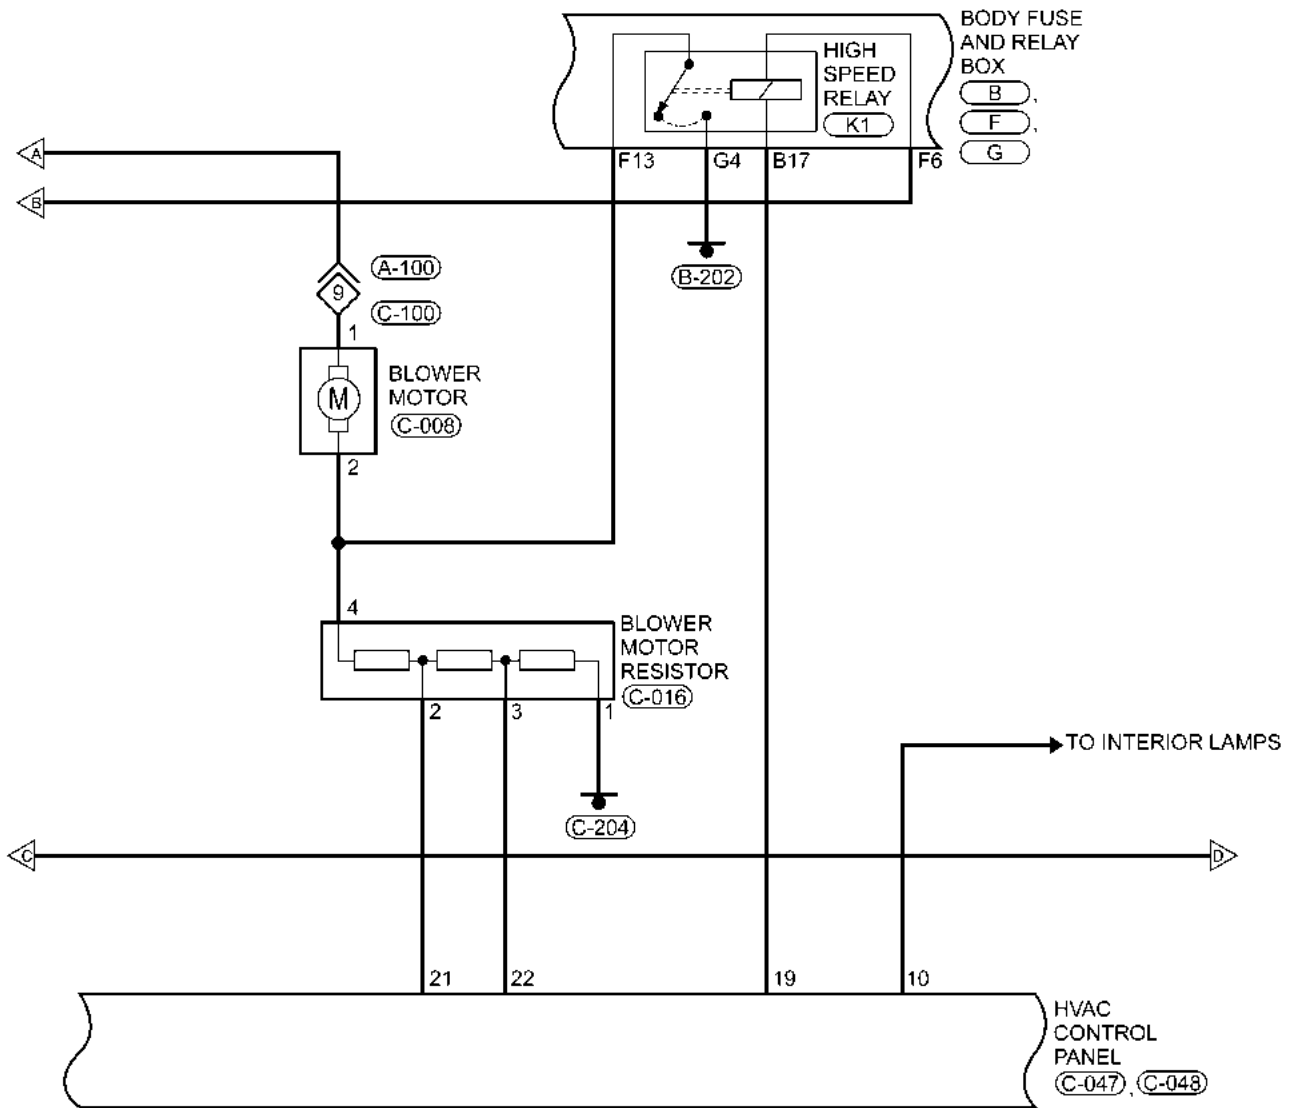 BODY FUSE
AND RELAY
BOX
B ,
F ,
G
HIGH
SPEED
RELAY
K1
F13
G4
B17
F6
A
B
B-202
A-100
9
C-100
1
BLOWER
MOTOR
C-008
M
2
4
BLOWER
MOTOR
RESISTOR
C-016
2
3
1
TO INTERIOR LAMPS
C-204
C
D
21
22
19
10
HVAC
CONTROL
PANEL
C-047 , C-048